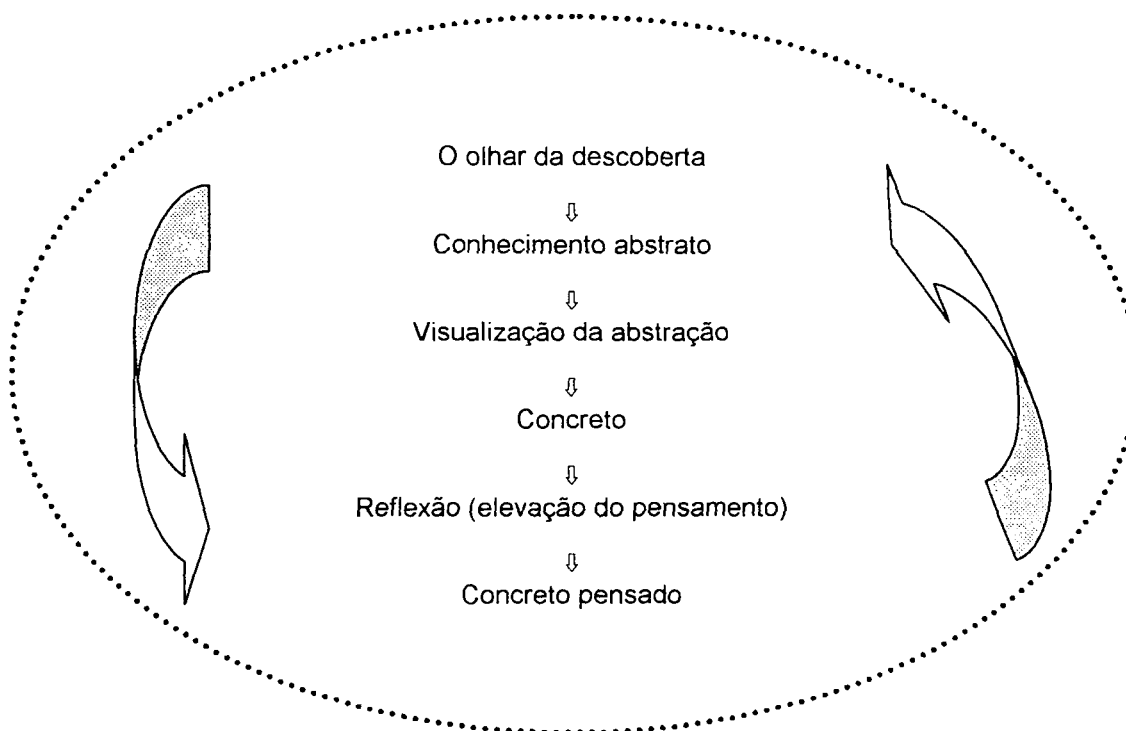 O olhar da descoberta
⇩
Conhecimento abstrato
⇩
Visualização da abstração
⇩
Concreto
⇩
Reflexão (elevação do pensamento)
⇩
Concreto pensado